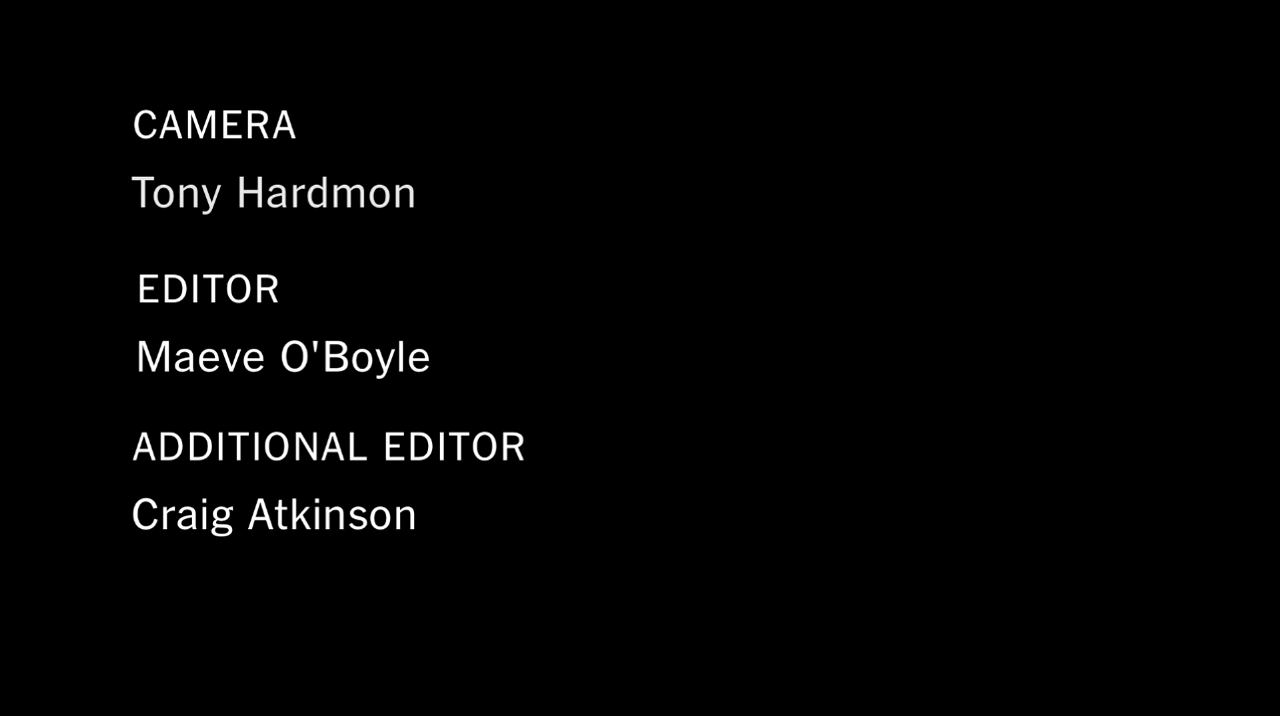 CAMERA
Tony Hardmon
EDITOR
Maeve O'Boyle
ADDITIONAL EDITOR
Craig Atkinson